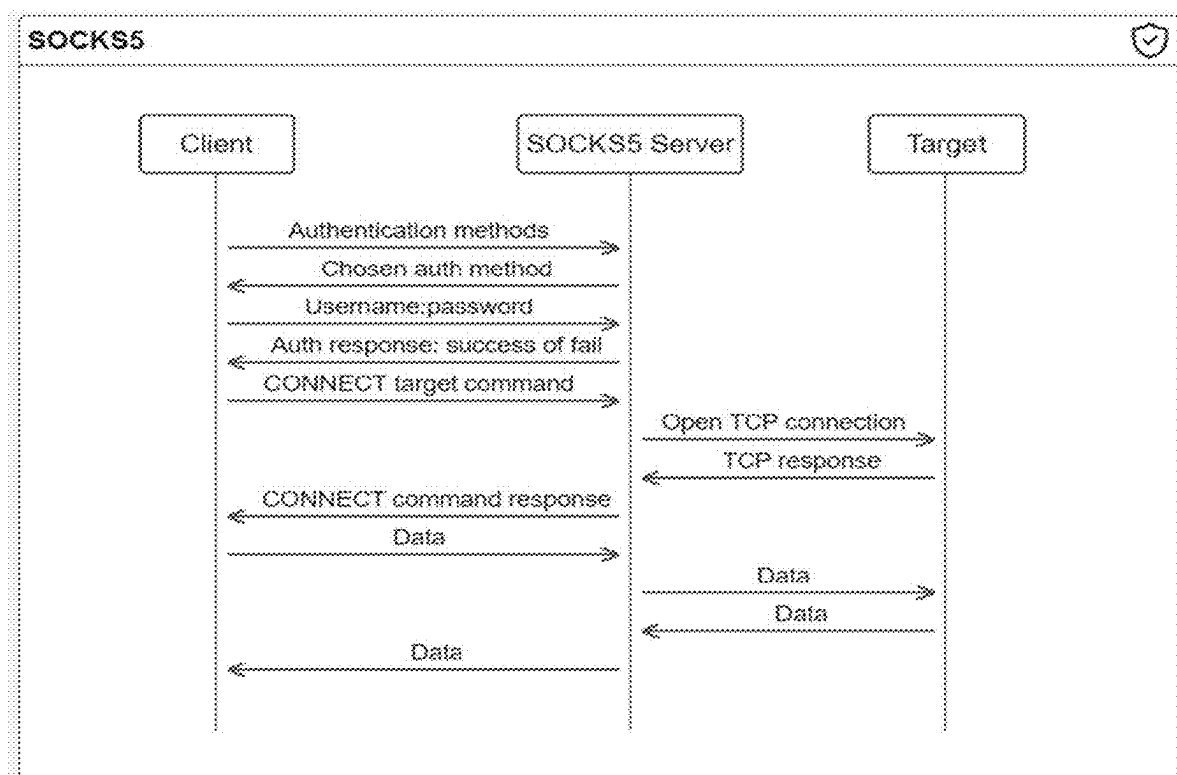 SOCKS5
Client
SOCKS5 Server
Target
Authentication methods
Chosen auth method
Username:password
Auth response: success of fail
CONNECT target command
Open TCP connection
TCP response
CONNECT command response
Data
Data
Data
Data